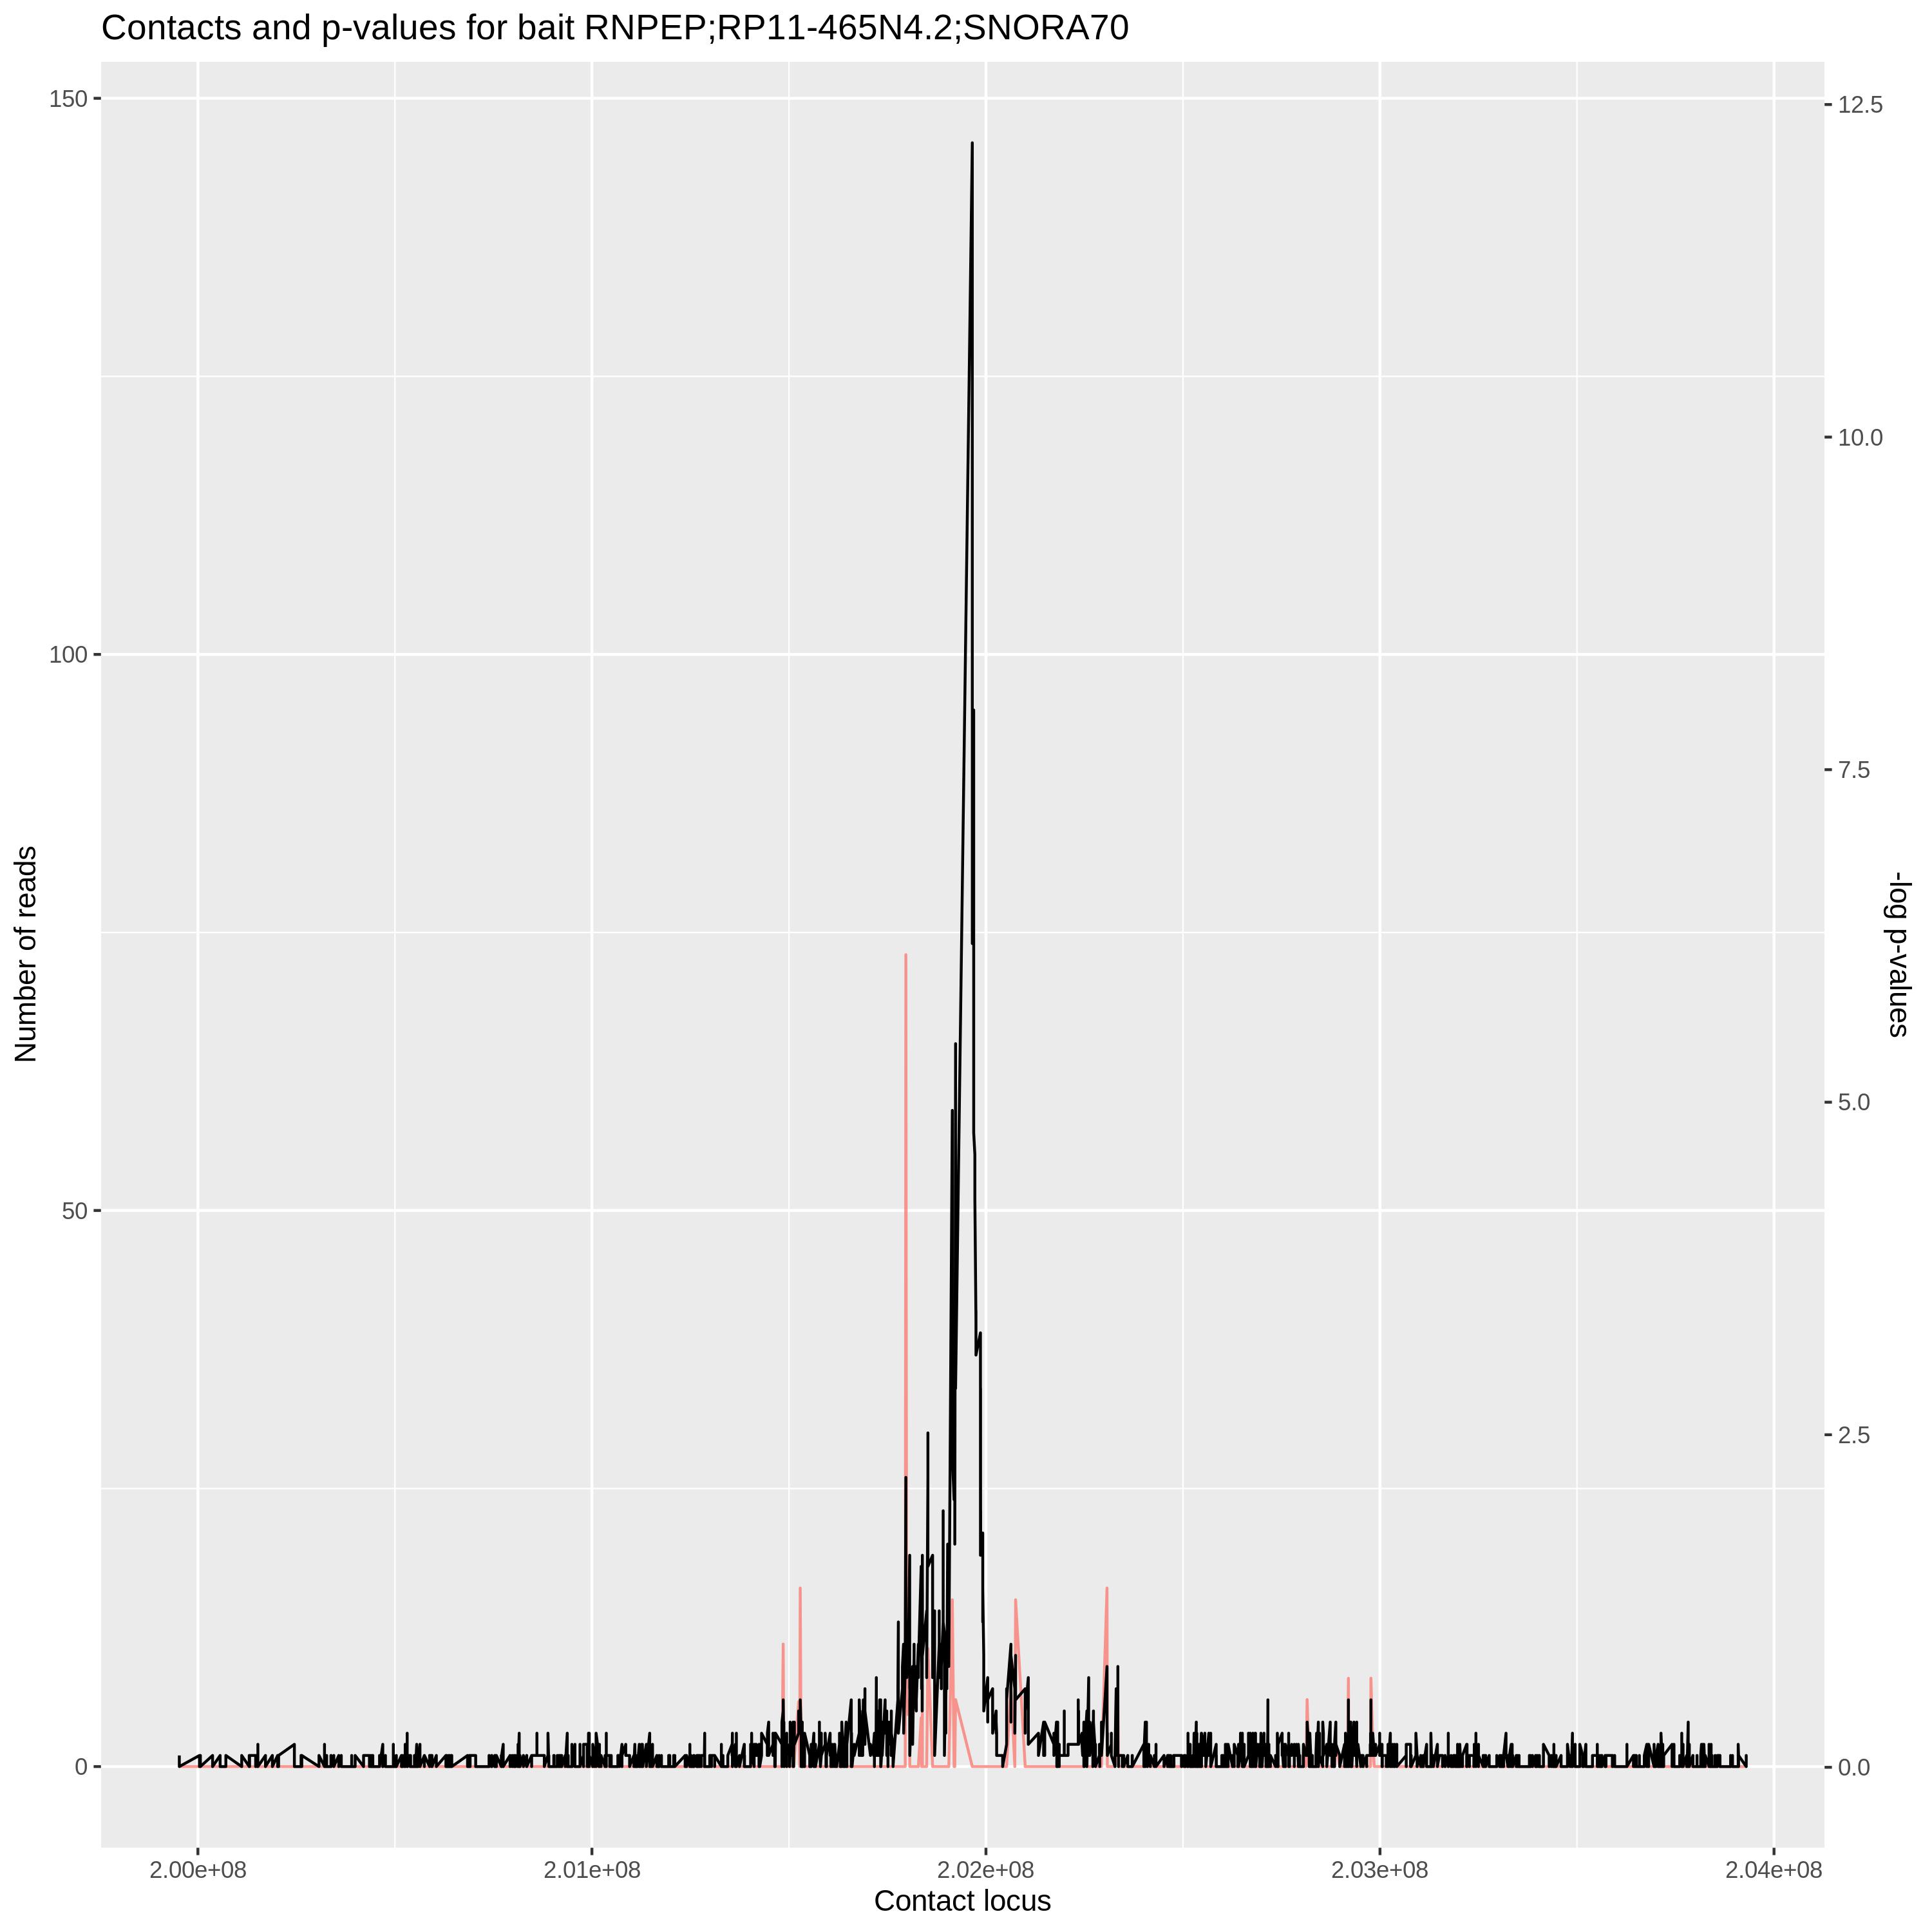 Contacts and p-values for bait RNPEP;RP11-465N4.2;SNORA70
150
100
50
0
Number of reads
12.5
10.0
7.5
5.0
2.5
0.0
-log p-values
2.00e+08
2.01e+08
2.02e+08
2.03e+08
2.04e+08
Contact locus